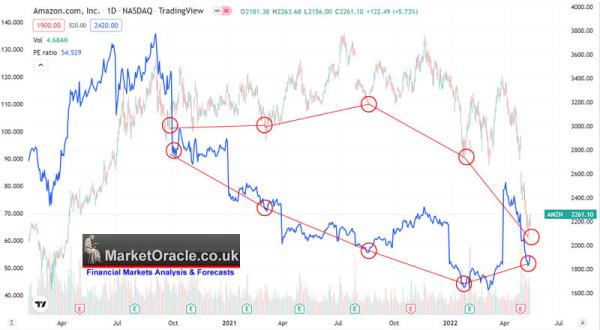 Amazon.com, Inc. · 1D · NASDAQ · TradingView O2181.38 H2263.68 L2156.00 C2261.10 +122.49 (+5.73%)
1900.00 520.00 2420.00
Vol 4.684M
PE ratio 54.529
140.000
130.000
120.000
110.000
100.000
90.000
80.000
70.000
60.000
50.000
40.000
4000.00
3800.00
3600.00
3400.00
3200.00
3000.00
2800.00
2600.00
2400.00
AMZN 2261.10
2200.00
2000.00
1800.00
1600.00
MarketOracle.co.uk
Financial Markets Analysis & Forecasts
E E E E E E E E
Apr Jul Oct 2021 Apr Jul Oct 2022 Apr Jul